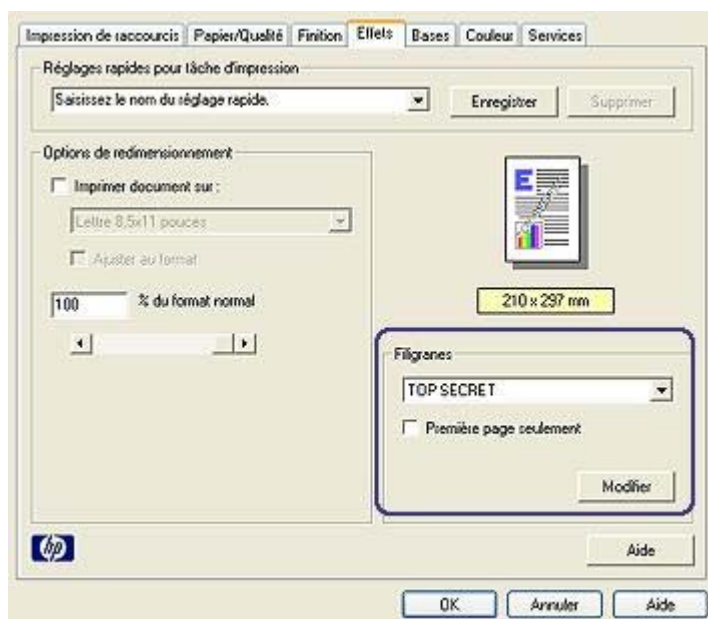 Impression de raccourcis Papier/Qualité Finition Effets Bases Couleur Services
Réglages rapides pour tâche d'impression
Saisissez le nom du réglage rapide. Enregistrer Supprimer
Options de redimensionnement
Imprimer document sur :
Lettre 8,5x11 pouces
Ajuster au format
100 % du format normal
E
210 x 297 mm
Filigranes
TOP SECRET
Première page seulement
Modifier
hp
Aide
OK Annuler Aide